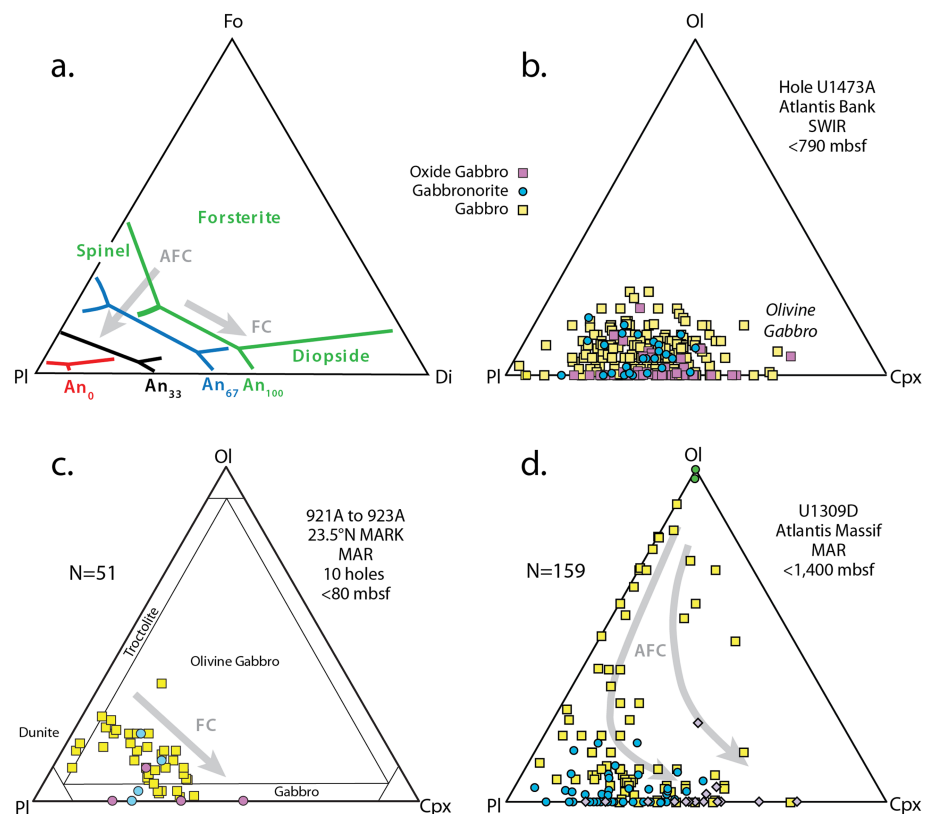 a.
Fo
Forsterite
Spinel
AFC
FC
Diopside
Pl
Di
An0
An33
An67
An100
b.
Ol
Hole U1473A
Atlantis Bank
SWIR
<790 mbsf
Oxide Gabbro
Gabbronorite
Gabbro
Olivine
Gabbro
Pl
Cpx
c.
Ol
921A to 923A
23.5°N MARK
MAR
10 holes
<80 mbsf
N=51
Troctolite
Olivine Gabbro
Dunite
FC
Gabbro
Pl
Cpx
d.
Ol
U1309D
Atlantis Massif
MAR
<1,400 mbsf
N=159
AFC
Pl
Cpx